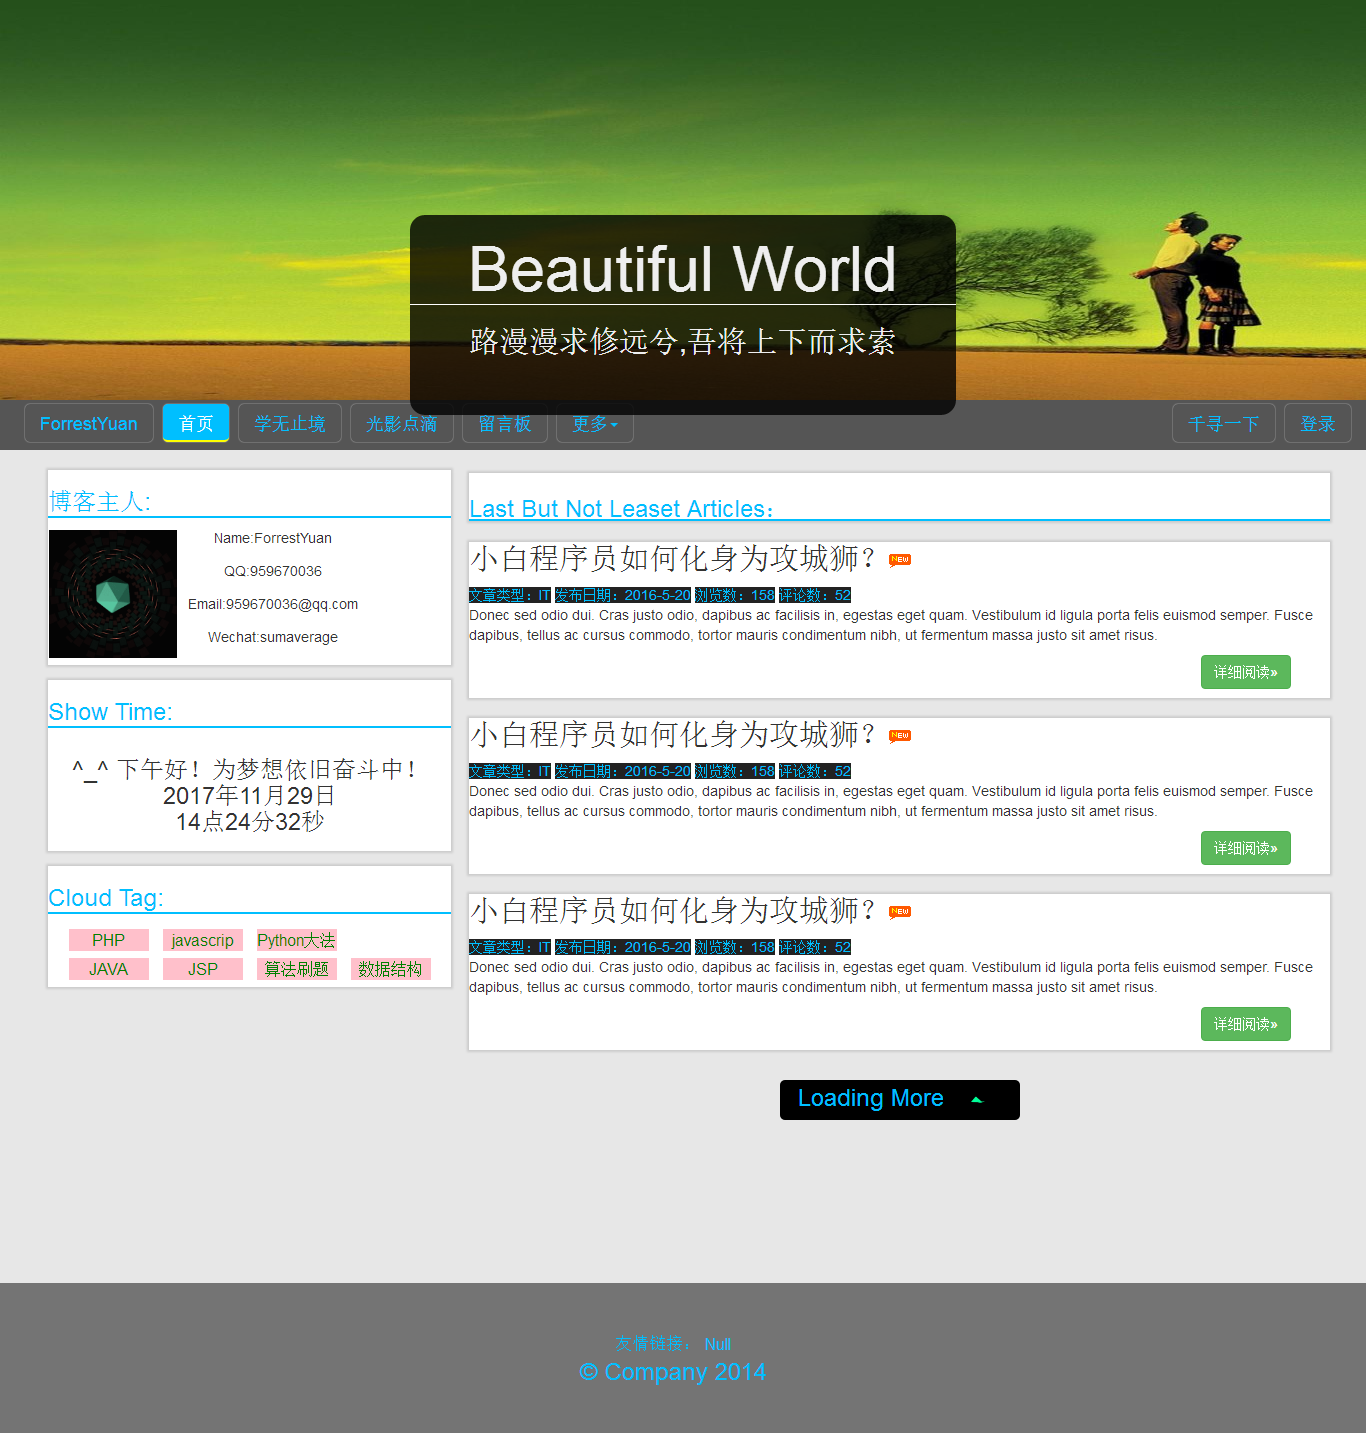 Beautiful World
路漫漫求修远兮,吾将上下而求索
ForrestYuan 首页 学无止境 光影点滴 留言板 更多 千寻一下 登录
博客主人:
Name:ForrestYuan
QQ:959670036
Email:959670036@qq.com
Wechat:sumaverage
Show Time:
^_^ 下午好！为梦想依旧奋斗中！
2017年11月29日
14点24分32秒
Cloud Tag:
PHP javascrip Python大法
JAVA JSP 算法刷题 数据结构
Last But Not Leaset Articles：
小白程序员如何化身为攻城狮？ NEW
文章类型：IT 发布日期：2016-5-20 浏览数：158 评论数：52
Donec sed odio dui. Cras justo odio, dapibus ac facilisis in, egestas eget quam. Vestibulum id ligula porta felis euismod semper. Fusce
dapibus, tellus ac cursus commodo, tortor mauris condimentum nibh, ut fermentum massa justo sit amet risus.
详细阅读»
小白程序员如何化身为攻城狮？ NEW
文章类型：IT 发布日期：2016-5-20 浏览数：158 评论数：52
Donec sed odio dui. Cras justo odio, dapibus ac facilisis in, egestas eget quam. Vestibulum id ligula porta felis euismod semper. Fusce
dapibus, tellus ac cursus commodo, tortor mauris condimentum nibh, ut fermentum massa justo sit amet risus.
详细阅读»
小白程序员如何化身为攻城狮？ NEW
文章类型：IT 发布日期：2016-5-20 浏览数：158 评论数：52
Donec sed odio dui. Cras justo odio, dapibus ac facilisis in, egestas eget quam. Vestibulum id ligula porta felis euismod semper. Fusce
dapibus, tellus ac cursus commodo, tortor mauris condimentum nibh, ut fermentum massa justo sit amet risus.
详细阅读»
Loading More
友情链接： Null
© Company 2014